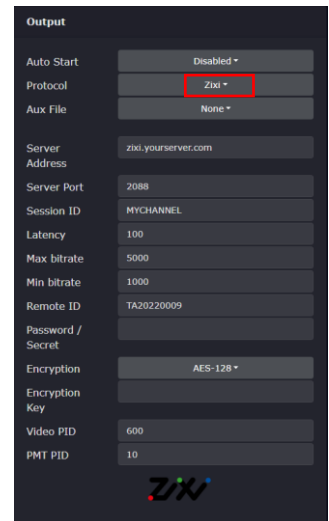 Output
Auto Start Disabled
Protocol Zixi
Aux File None
Server Address zixi.yourserver.com
Server Port 2088
Session ID MYCHANNEL
Latency 100
Max bitrate 5000
Min bitrate 1000
Remote ID TA20220009
Password / Secret
Encryption AES-128
Encryption Key
Video PID 600
PMT PID 10
Zixi